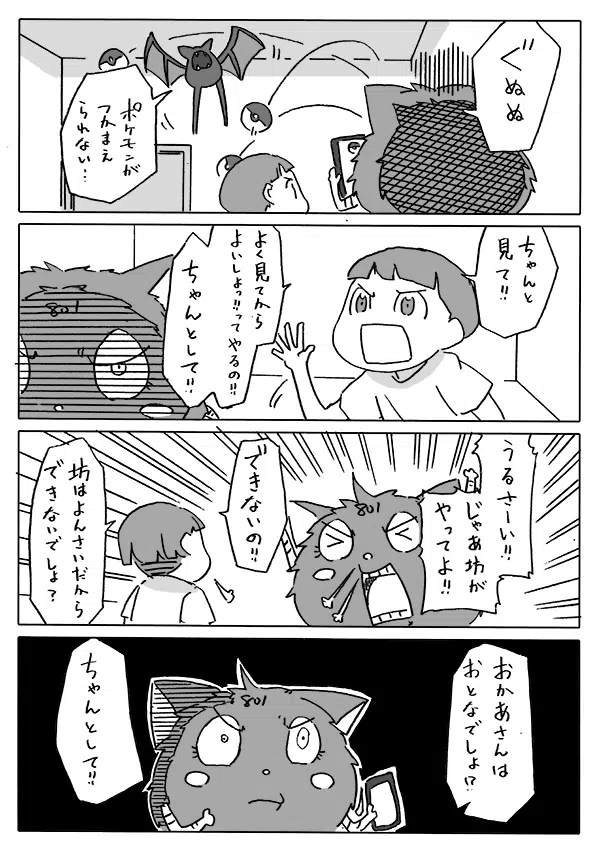 ぐぬぬ
ポケモンが
つかまえ
られない…
ちゃんと
見て!!
よく見てから
よいしょっ!!ってやるの!!
ちゃんとして!!
801
うるさーい!!
じゃあ坊が
やってよ!!
801
できないの!!
坊はよんさいだから
できないでしょ?
おかあさんは
おとなでしょ!?
801
ちゃんとして!!